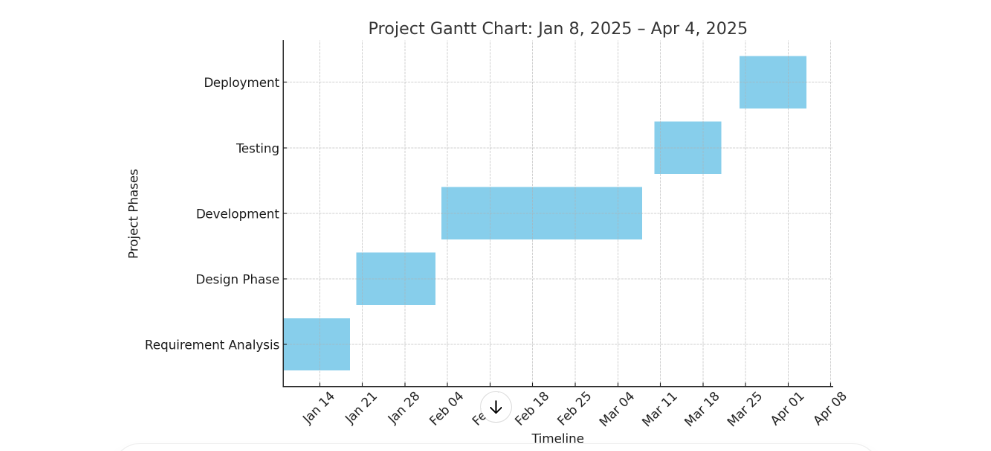 Project Gantt Chart: Jan 8, 2025 – Apr 4, 2025
Deployment
Testing
Development
Design Phase
Requirement Analysis
Project Phases
Jan 14 Jan 21 Jan 28 Feb 04 Feb 18 Feb 25 Mar 04 Mar 11 Mar 18 Mar 25 Apr 01 Apr 08
Timeline